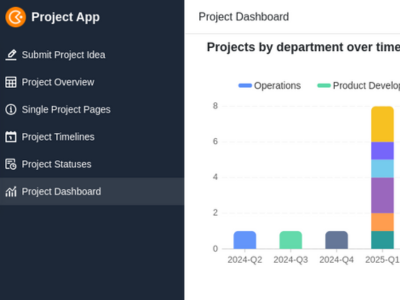 Project App
Submit Project Idea
Project Overview
Single Project Pages
Project Timelines
Project Statuses
Project Dashboard
Project Dashboard
Projects by department over time
Operations
Product Develop
8
6
4
2
0
2024-Q2
2024-Q3
2024-Q4
2025-Q1